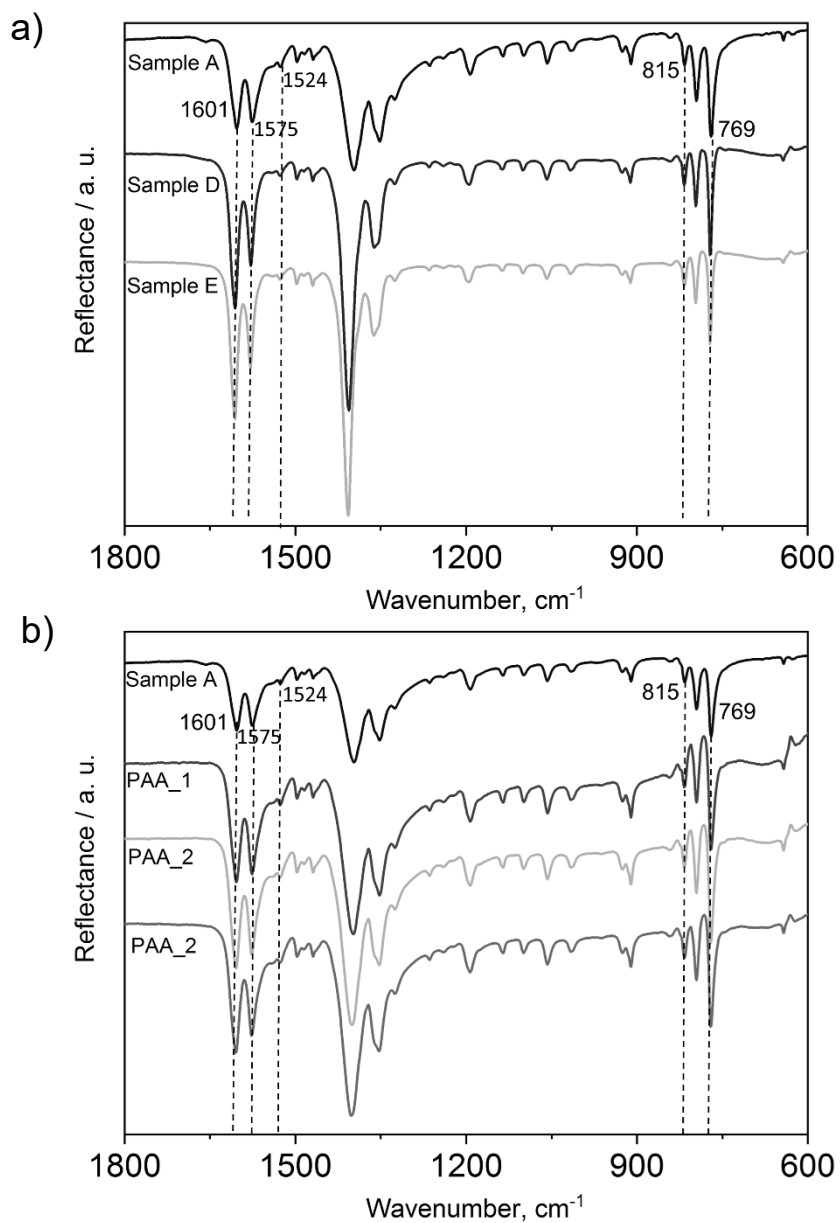 a)
Sample A
1524
815
1601
1575
769
Sample D
Sample E
Reflectance / a. u.
1800 1500 1200 900 600
Wavenumber, cm⁻¹
b)
Sample A
1524
815
1601
1575
769
PAA_1
PAA_2
PAA_2
Reflectance / a. u.
1800 1500 1200 900 600
Wavenumber, cm⁻¹